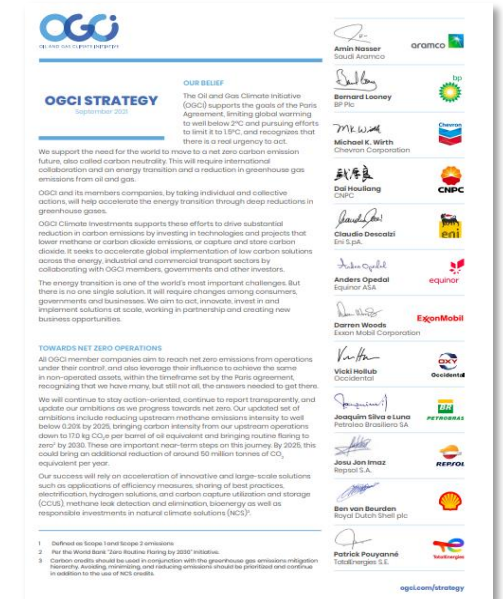 OGCI
OIL AND GAS CLIMATE INITIATIVE
OGCI STRATEGY
September 2021
OUR BELIEF
The Oil and Gas Climate Initiative
(OGCI) supports the goals of the Paris
Agreement, limiting global warming
to well below 2°C and pursuing efforts
to limit it to 1.5°C, and recognizes that
there is a real urgency to act.
We support the need for the world to move to a net zero carbon emission
future, also called carbon neutrality. This will require international
collaboration and an energy transition and a reduction in greenhouse gas
emissions from oil and gas.
OGCI and its members companies, by taking individual and collective
actions, will help accelerate the energy transition through deep reductions in
greenhouse gases.
OGCI Climate Investments supports these efforts to drive substantial
reduction in carbon emissions by investing in technologies and projects that
lower methane or carbon dioxide emissions, or capture and store carbon
dioxide. It seeks to accelerate global implementation of low carbon solutions
across the energy, industrial and commercial transport sectors by
collaborating with OGCI members, governments and other investors.
The energy transition is one of the world's most important challenges. But
there is no one single solution. It will require changes among consumers,
governments and businesses. We aim to act, innovate, invest in and
implement solutions at scale, working in partnership and creating new
business opportunities.
TOWARDS NET ZERO OPERATIONS
All OGCI member companies aim to reach net zero emissions from operations
under their control¹, and also leverage their influence to achieve the same
in non-operated assets, within the timeframe set by the Paris agreement,
recognizing that we have many, but still not all, the answers needed to get there.
We will continue to stay action-oriented, continue to report transparently, and
update our ambitions as we progress towards net zero. Our updated set of
ambitions include reducing upstream methane emissions intensity to well
below 0.20% by 2025, bringing carbon intensity from our upstream operations
down to 17.0 kg CO₂e per barrel of oil equivalent and bringing routine flaring to
zero² by 2030. These are important near-term steps on this journey. By 2025, this
could bring an additional reduction of around 50 million tonnes of CO₂
equivalent per year.
Our success will rely on acceleration of innovative and large-scale solutions
such as applications of efficiency measures, sharing of best practices,
electrification, hydrogen solutions, and carbon capture utilization and storage
(CCUS), methane leak detection and elimination, bioenergy as well as
responsible investments in natural climate solutions (NCS)³.
1 Defined as Scope 1 and Scope 2 emissions
2 Per the World Bank "Zero Routine Flaring by 2030" Initiative.
3 Carbon credits should be used in conjunction with the greenhouse gas emissions mitigation
hierarchy. Avoiding, minimizing, and reducing emissions should be prioritized and continue
in addition to the use of NCS credits.
Amin Nasser
Saudi Aramco
aramco
Bernard Looney
BP Plc
bp
Michael K. Wirth
Chevron Corporation
Chevron
Dai Houliang
CNPC
CNPC
Claudio Descalzi
Eni S.p.A.
eni
Anders Opedal
Equinor ASA
equinor
Darren Woods
Exxon Mobil Corporation
ExxonMobil
Vicki Hollub
Occidental
OXY
Occidental
Joaquim Silva e Luna
Petroleo Brasiliero SA
BR
PETROBRAS
Josu Jon Imaz
Repsol S.A.
REPSOL
Ben van Beurden
Royal Dutch Shell plc
Patrick Pouyanné
TotalEnergies S.E.
TotalEnergies
ogci.com/strategy